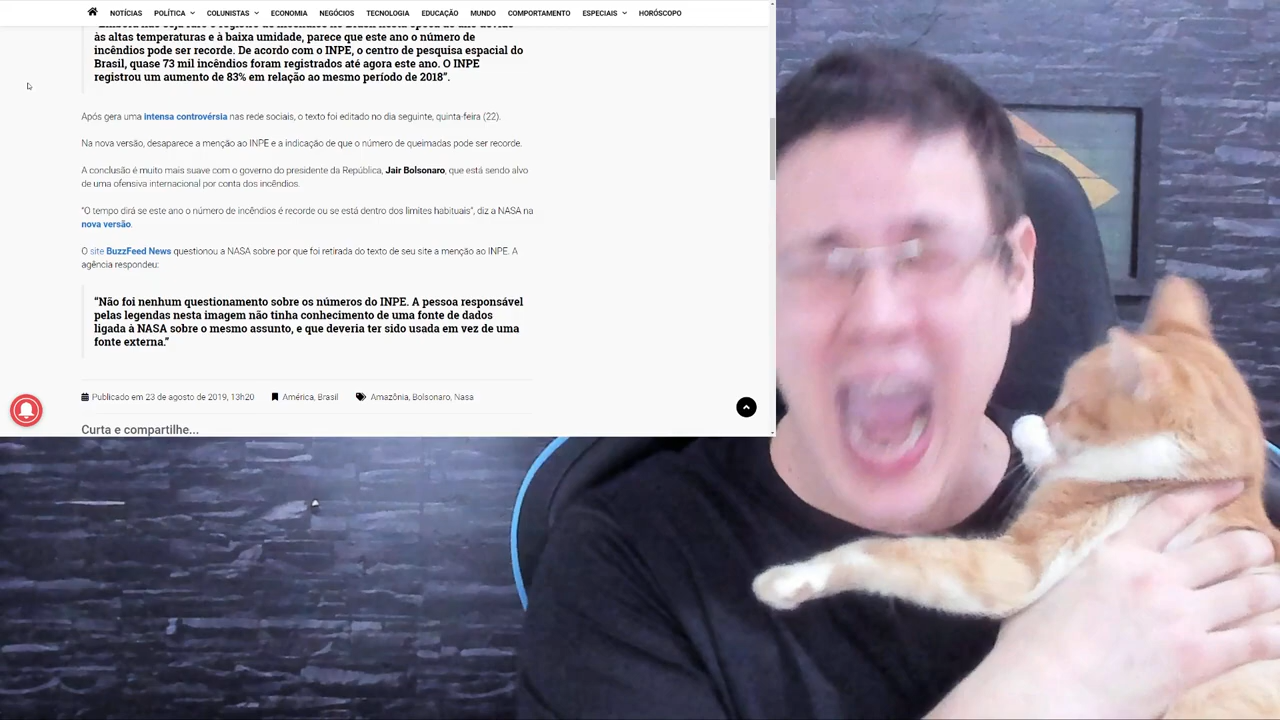 NOTÍCIAS POLÍTICA COLUNISTAS ECONOMIA NEGÓCIOS TECNOLOGIA EDUCAÇÃO MUNDO COMPORTAMENTO ESPECIAIS HORÓSCOPO
às altas temperaturas e à baixa umidade, parece que este ano o número de
incêndios pode ser recorde. De acordo com o INPE, o centro de pesquisa espacial do
Brasil, quase 73 mil incêndios foram registrados até agora este ano. O INPE
registrou um aumento de 83% em relação ao mesmo período de 2018”.
Após gera uma intensa controvérsia nas rede sociais, o texto foi editado no dia seguinte, quinta-feira (22).
Na nova versão, desaparece a menção ao INPE e a indicação de que o número de queimadas pode ser recorde.
A conclusão é muito mais suave com o governo do presidente da República, Jair Bolsonaro, que está sendo alvo
de uma ofensiva internacional por conta dos incêndios.
“O tempo dirá se este ano o número de incêndios é recorde ou se está dentro dos limites habituais”, diz a NASA na
nova versão.
O site BuzzFeed News questionou a NASA sobre por que foi retirada do texto de seu site a menção ao INPE. A
agência respondeu:
“Não foi nenhum questionamento sobre os números do INPE. A pessoa responsável
pelas legendas nesta imagem não tinha conhecimento de uma fonte de dados
ligada à NASA sobre o mesmo assunto, e que deveria ter sido usada em vez de uma
fonte externa.”
Publicado em 23 de agosto de 2019, 13h20 América, Brasil Amazônia, Bolsonaro, Nasa
Curta e compartilhe...